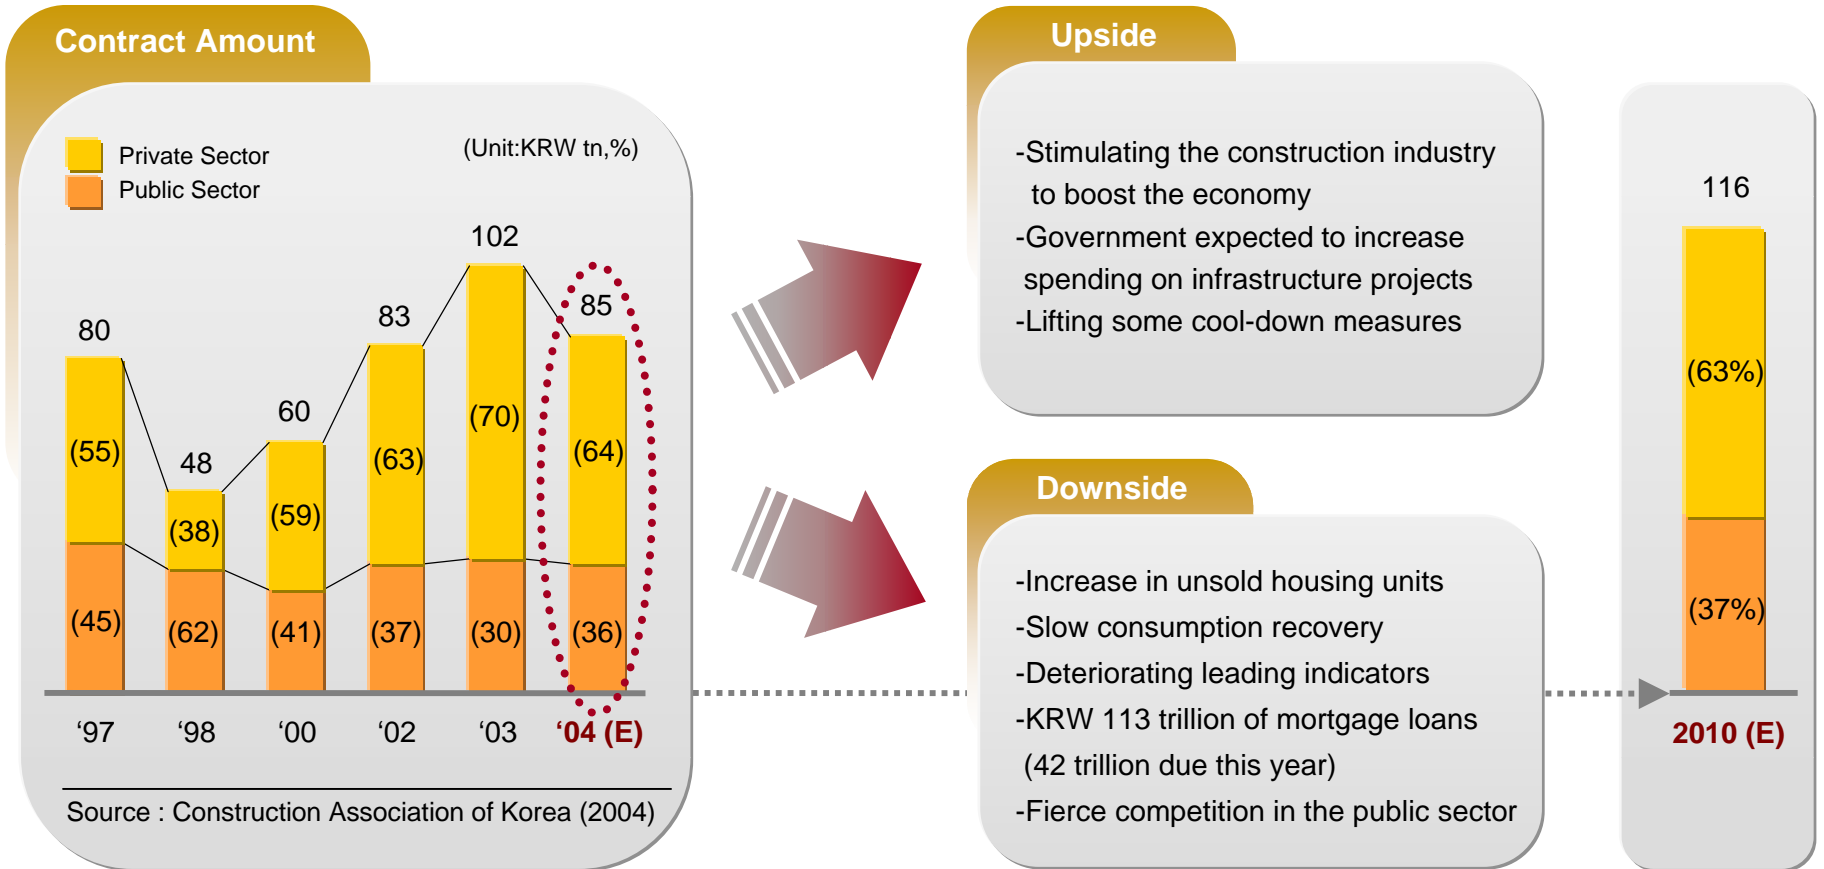 Contract Amount
Private Sector
Public Sector
(Unit:KRW tn,%)
80
48
60
83
102
85
(55)
(38)
(59)
(63)
(70)
(64)
(45)
(62)
(41)
(37)
(30)
(36)
‘97
‘98
‘00
‘02
‘03
‘04 (E)
Source : Construction Association of Korea (2004)
Upside
-Stimulating the construction industry
to boost the economy
-Government expected to increase
spending on infrastructure projects
-Lifting some cool-down measures
Downside
-Increase in unsold housing units
-Slow consumption recovery
-Deteriorating leading indicators
-KRW 113 trillion of mortgage loans
(42 trillion due this year)
-Fierce competition in the public sector
116
(63%)
(37%)
2010 (E)